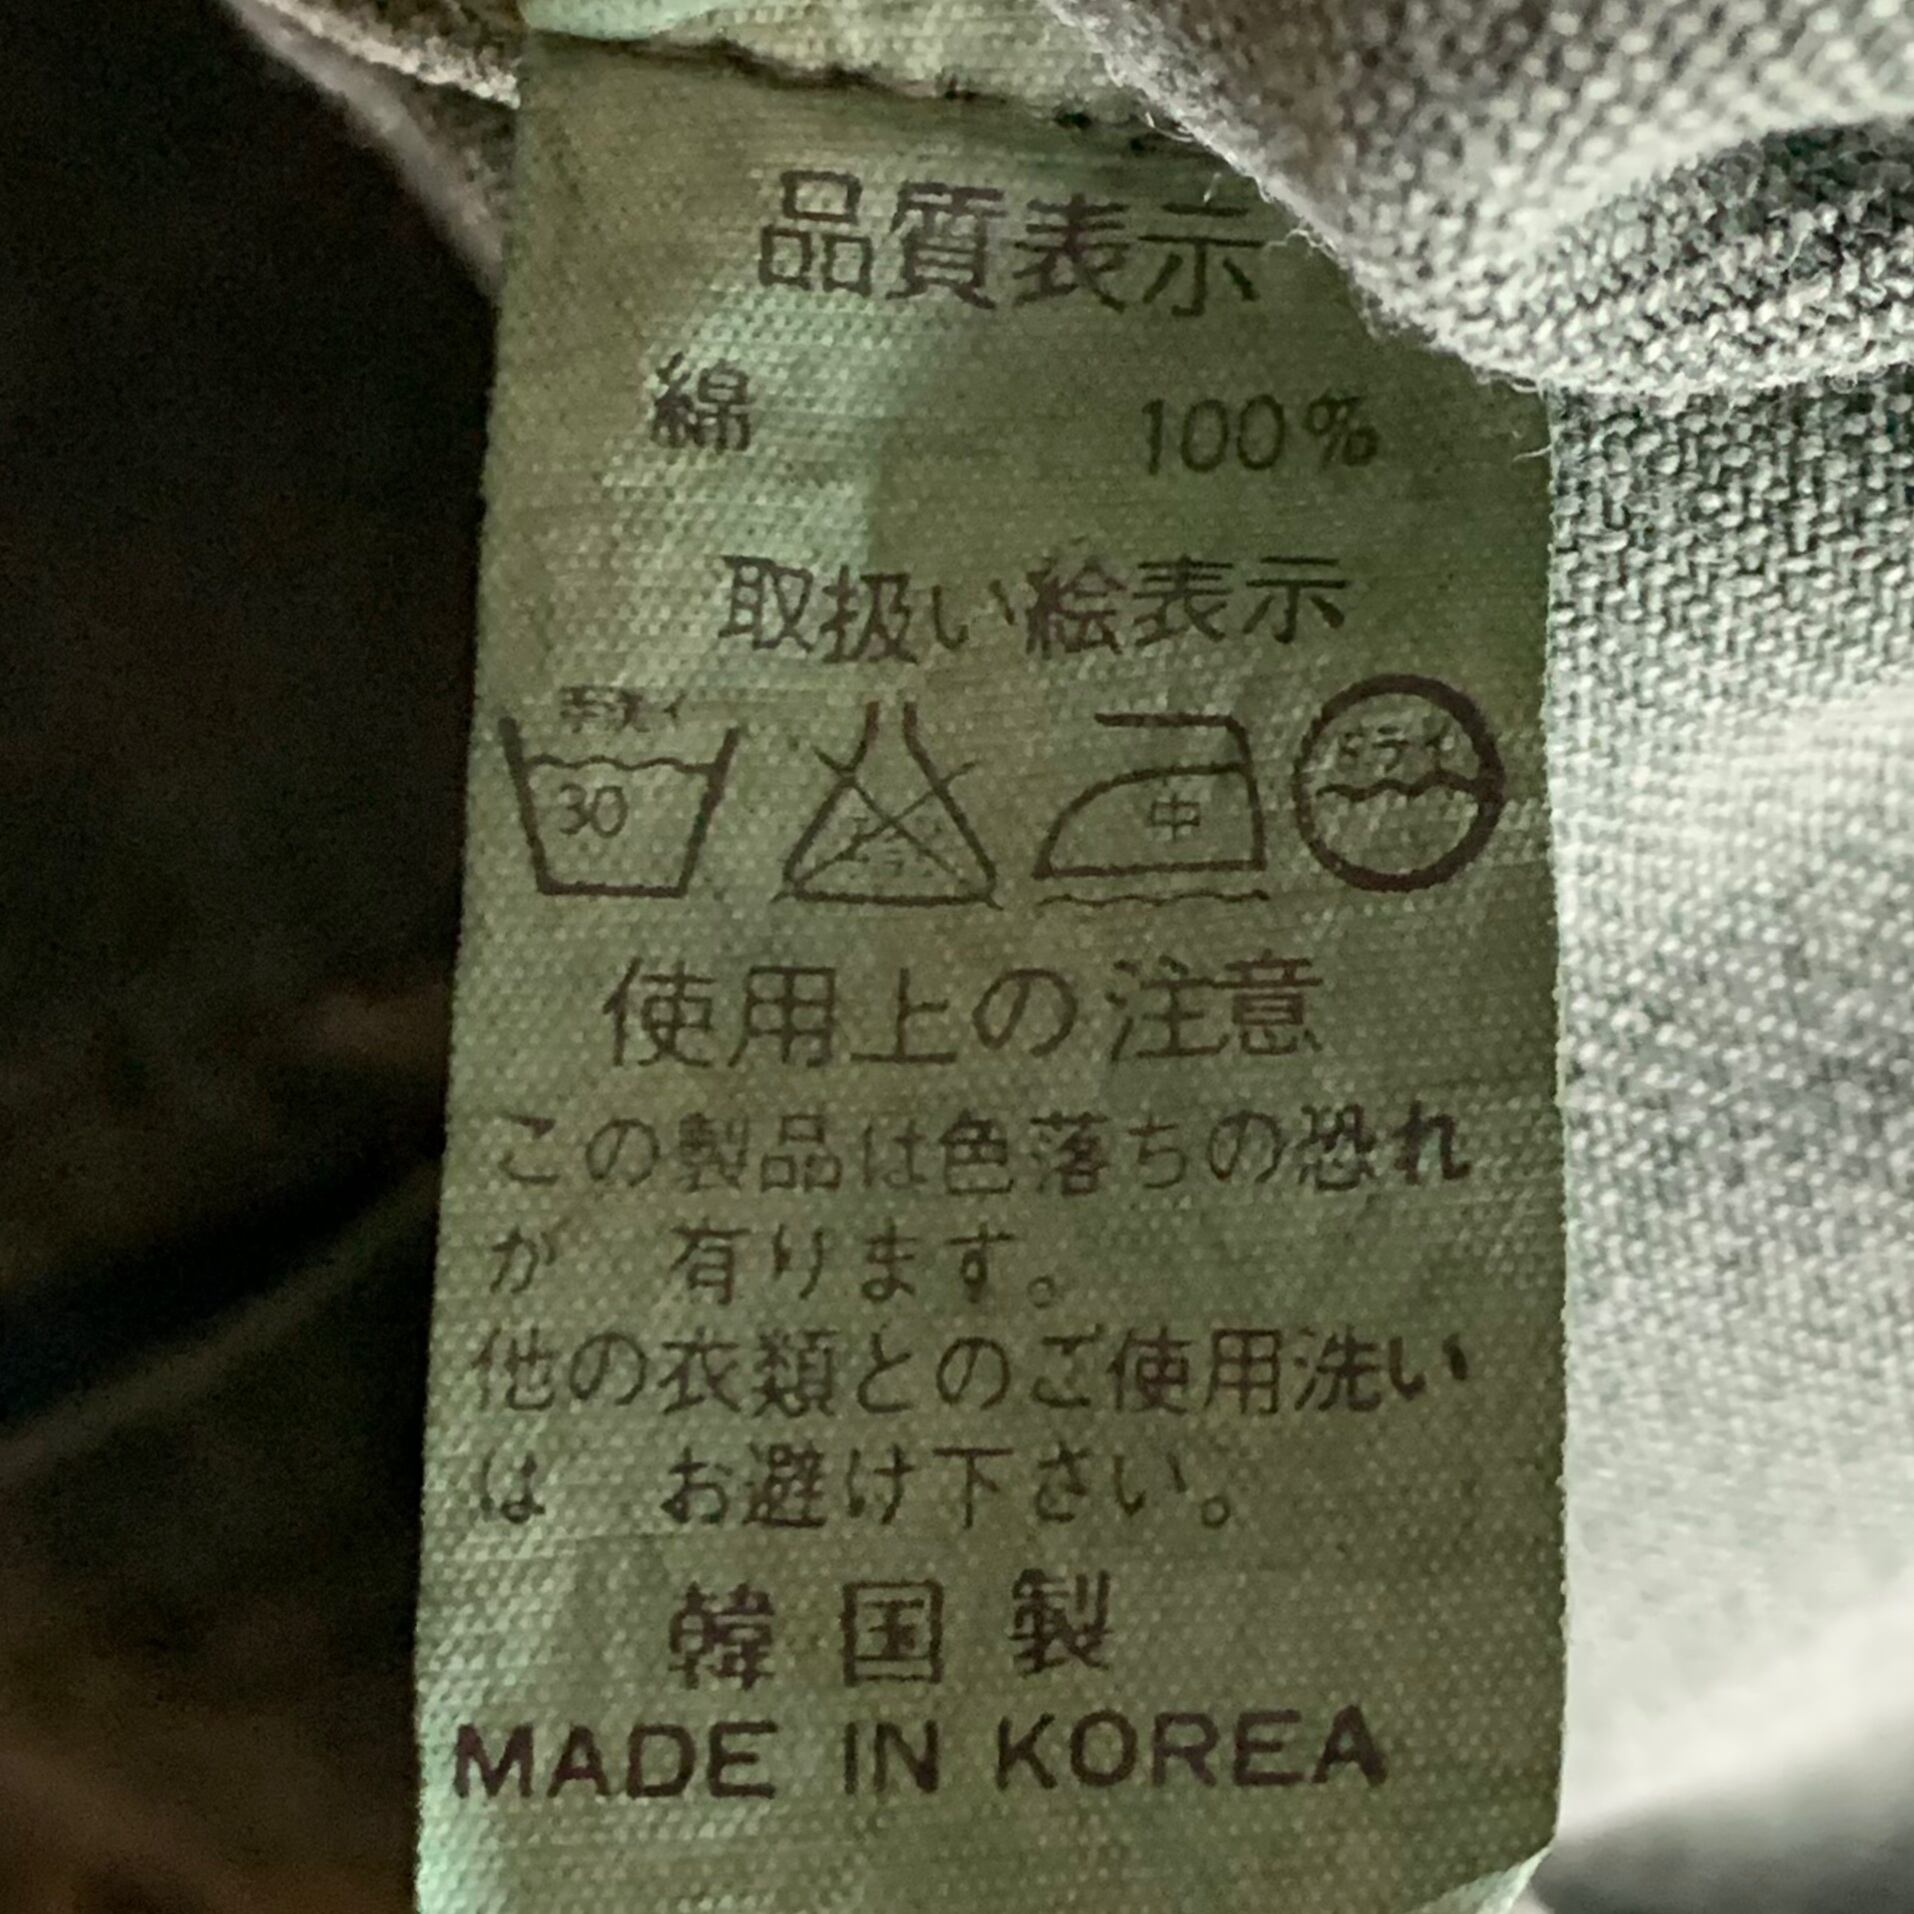 品質表示
綿 100%
取扱い絵表示
手洗イ
30
エンソ
サラシ
中
ドライ
使用上の注意
この製品は色落ちの恐れ
が 有ります。
他の衣類とのご使用洗い
は お避け下さい。
韓国製
MADE IN KOREA